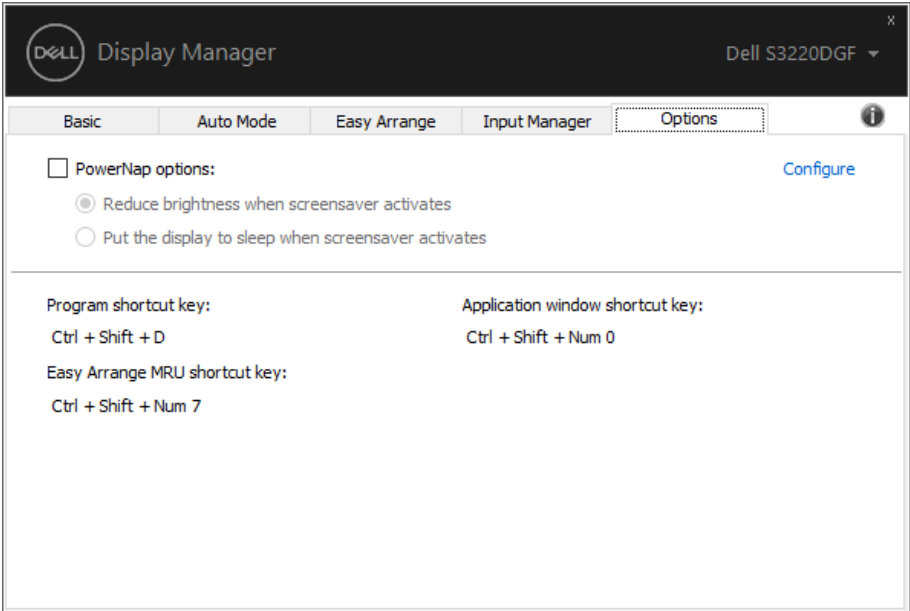 x
DELL Display Manager
Dell S3220DGF
Basic Auto Mode Easy Arrange Input Manager Options
PowerNap options: Configure
Reduce brightness when screensaver activates
Put the display to sleep when screensaver activates
Program shortcut key: Application window shortcut key:
Ctrl + Shift + D Ctrl + Shift + Num 0
Easy Arrange MRU shortcut key:
Ctrl + Shift + Num 7